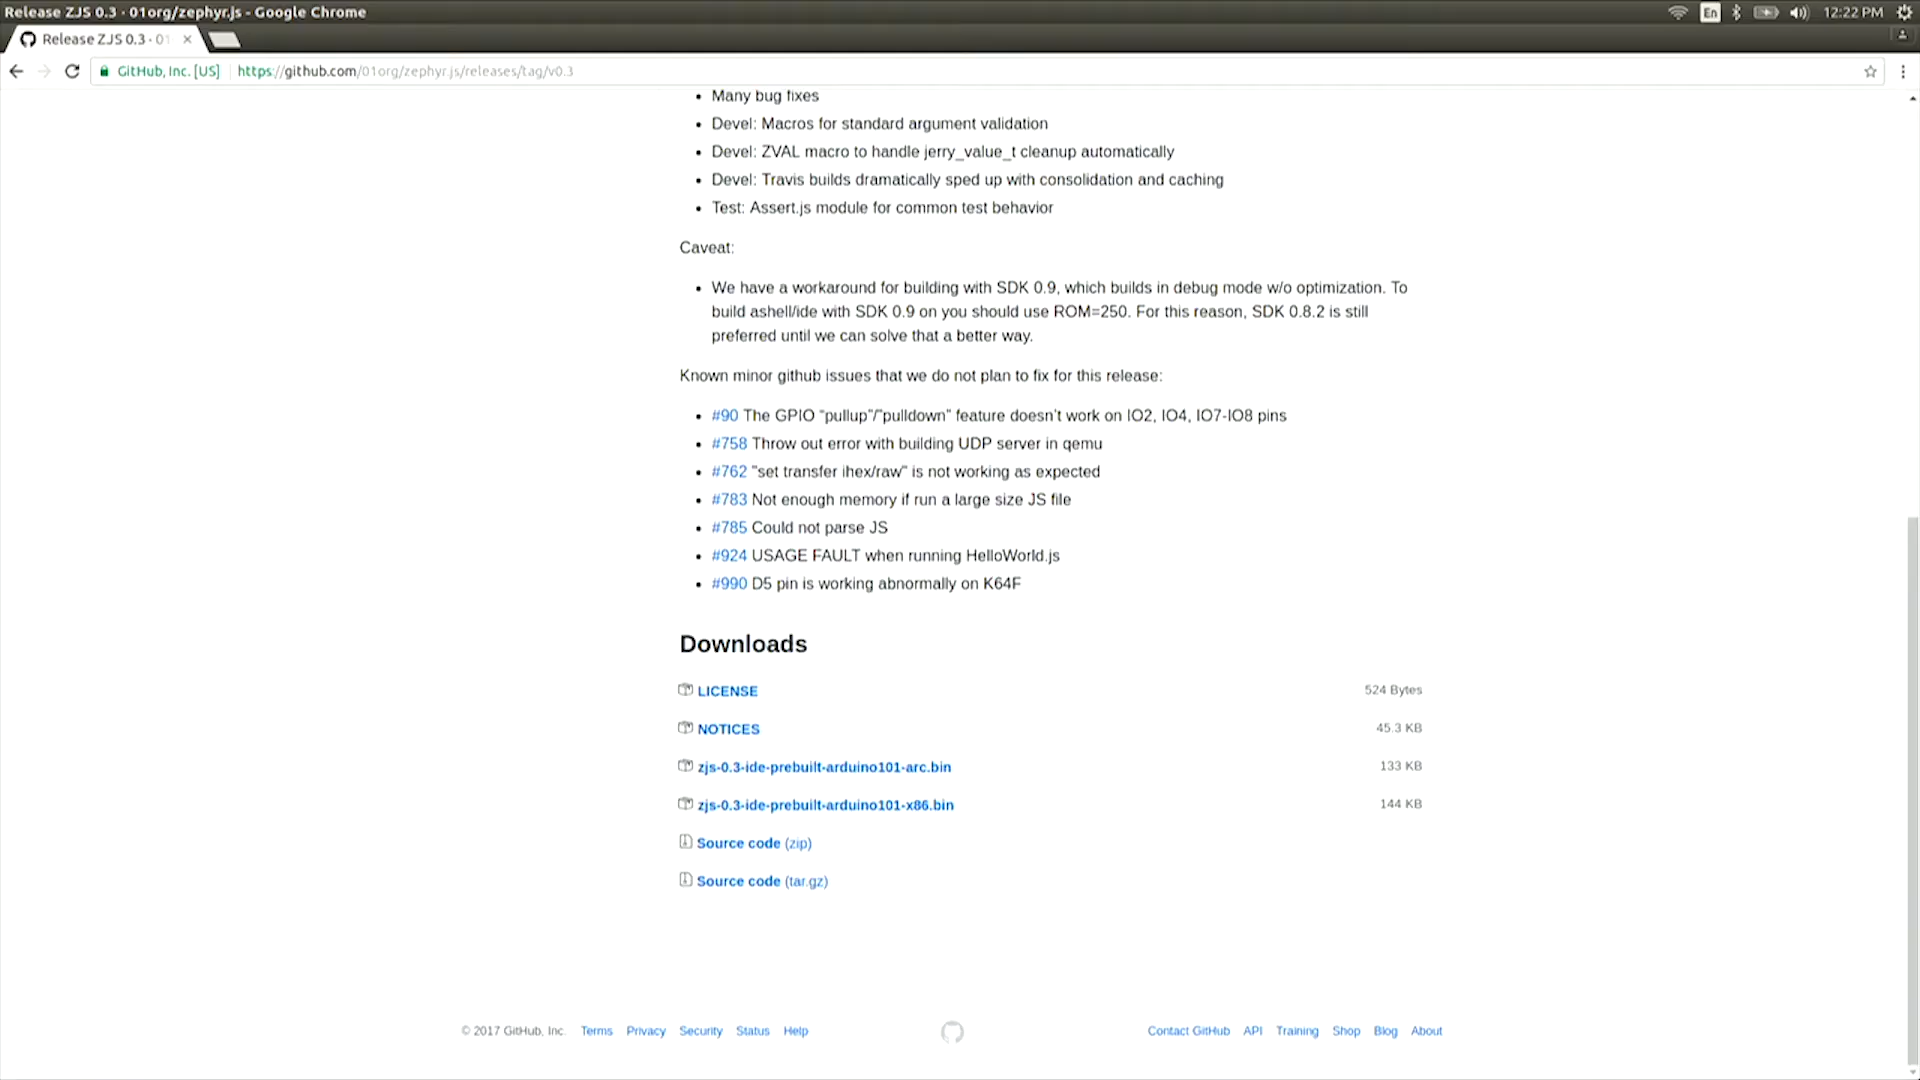 Release ZJS 0.3 · 01org/zephyr.js - Google Chrome
En
12:22 PM
Release ZJS 0.3 · 01
GitHub, Inc. [US]
https://github.com/01org/zephyr.js/releases/tag/v0.3
• Many bug fixes
• Devel: Macros for standard argument validation
• Devel: ZVAL macro to handle jerry_value_t cleanup automatically
• Devel: Travis builds dramatically sped up with consolidation and caching
• Test: Assert.js module for common test behavior
Caveat:
• We have a workaround for building with SDK 0.9, which builds in debug mode w/o optimization. To
build ashell/ide with SDK 0.9 on you should use ROM=250. For this reason, SDK 0.8.2 is still
preferred until we can solve that a better way.
Known minor github issues that we do not plan to fix for this release:
• #90 The GPIO “pullup”/”pulldown” feature doesn’t work on IO2, IO4, IO7-IO8 pins
• #758 Throw out error with building UDP server in qemu
• #762 "set transfer ihex/raw" is not working as expected
• #783 Not enough memory if run a large size JS file
• #785 Could not parse JS
• #924 USAGE FAULT when running HelloWorld.js
• #990 D5 pin is working abnormally on K64F
Downloads
LICENSE 524 Bytes
NOTICES 45.3 KB
zjs-0.3-ide-prebuilt-arduino101-arc.bin 133 KB
zjs-0.3-ide-prebuilt-arduino101-x86.bin 144 KB
Source code (zip)
Source code (tar.gz)
© 2017 GitHub, Inc. Terms Privacy Security Status Help Contact GitHub API Training Shop Blog About